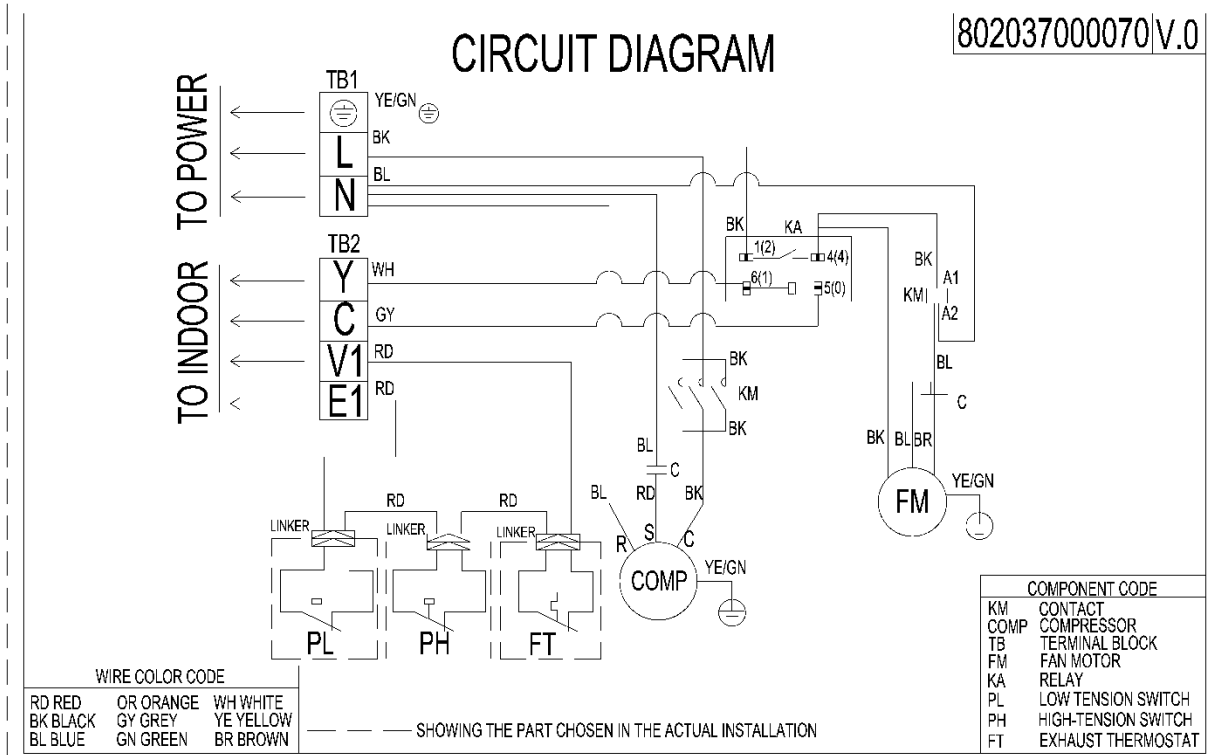 CIRCUIT DIAGRAM
802037000070 V.0
TO POWER
TB1
YE/GN
L BK
N BL
TO INDOOR
TB2
Y WH
C GY
V1 RD
E1 RD
BK
KA
1(2)
4(4)
6(1)
5(0)
BK
A1
KM
A2
BL
C
BK
KM
BK
BK BL BR
FM
YE/GN
BL
C
BL
RD
BK
R
S
C
COMP
YE/GN
RD
RD
LINKER
LINKER
LINKER
PL
PH
FT
WIRE COLOR CODE
RD RED OR ORANGE WH WHITE
BK BLACK GY GREY YE YELLOW
BL BLUE GN GREEN BR BROWN
SHOWING THE PART CHOSEN IN THE ACTUAL INSTALLATION
COMPONENT CODE
KM CONTACT
COMP COMPRESSOR
TB TERMINAL BLOCK
FM FAN MOTOR
KA RELAY
PL LOW TENSION SWITCH
PH HIGH-TENSION SWITCH
FT EXHAUST THERMOSTAT